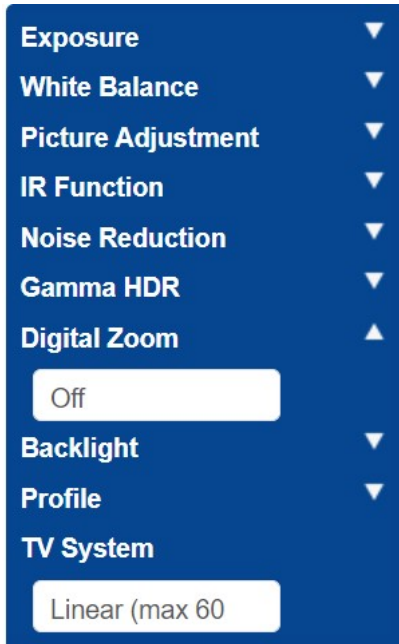 Exposure
White Balance
Picture Adjustment
IR Function
Noise Reduction
Gamma HDR
Digital Zoom
Off
Backlight
Profile
TV System
Linear (max 60